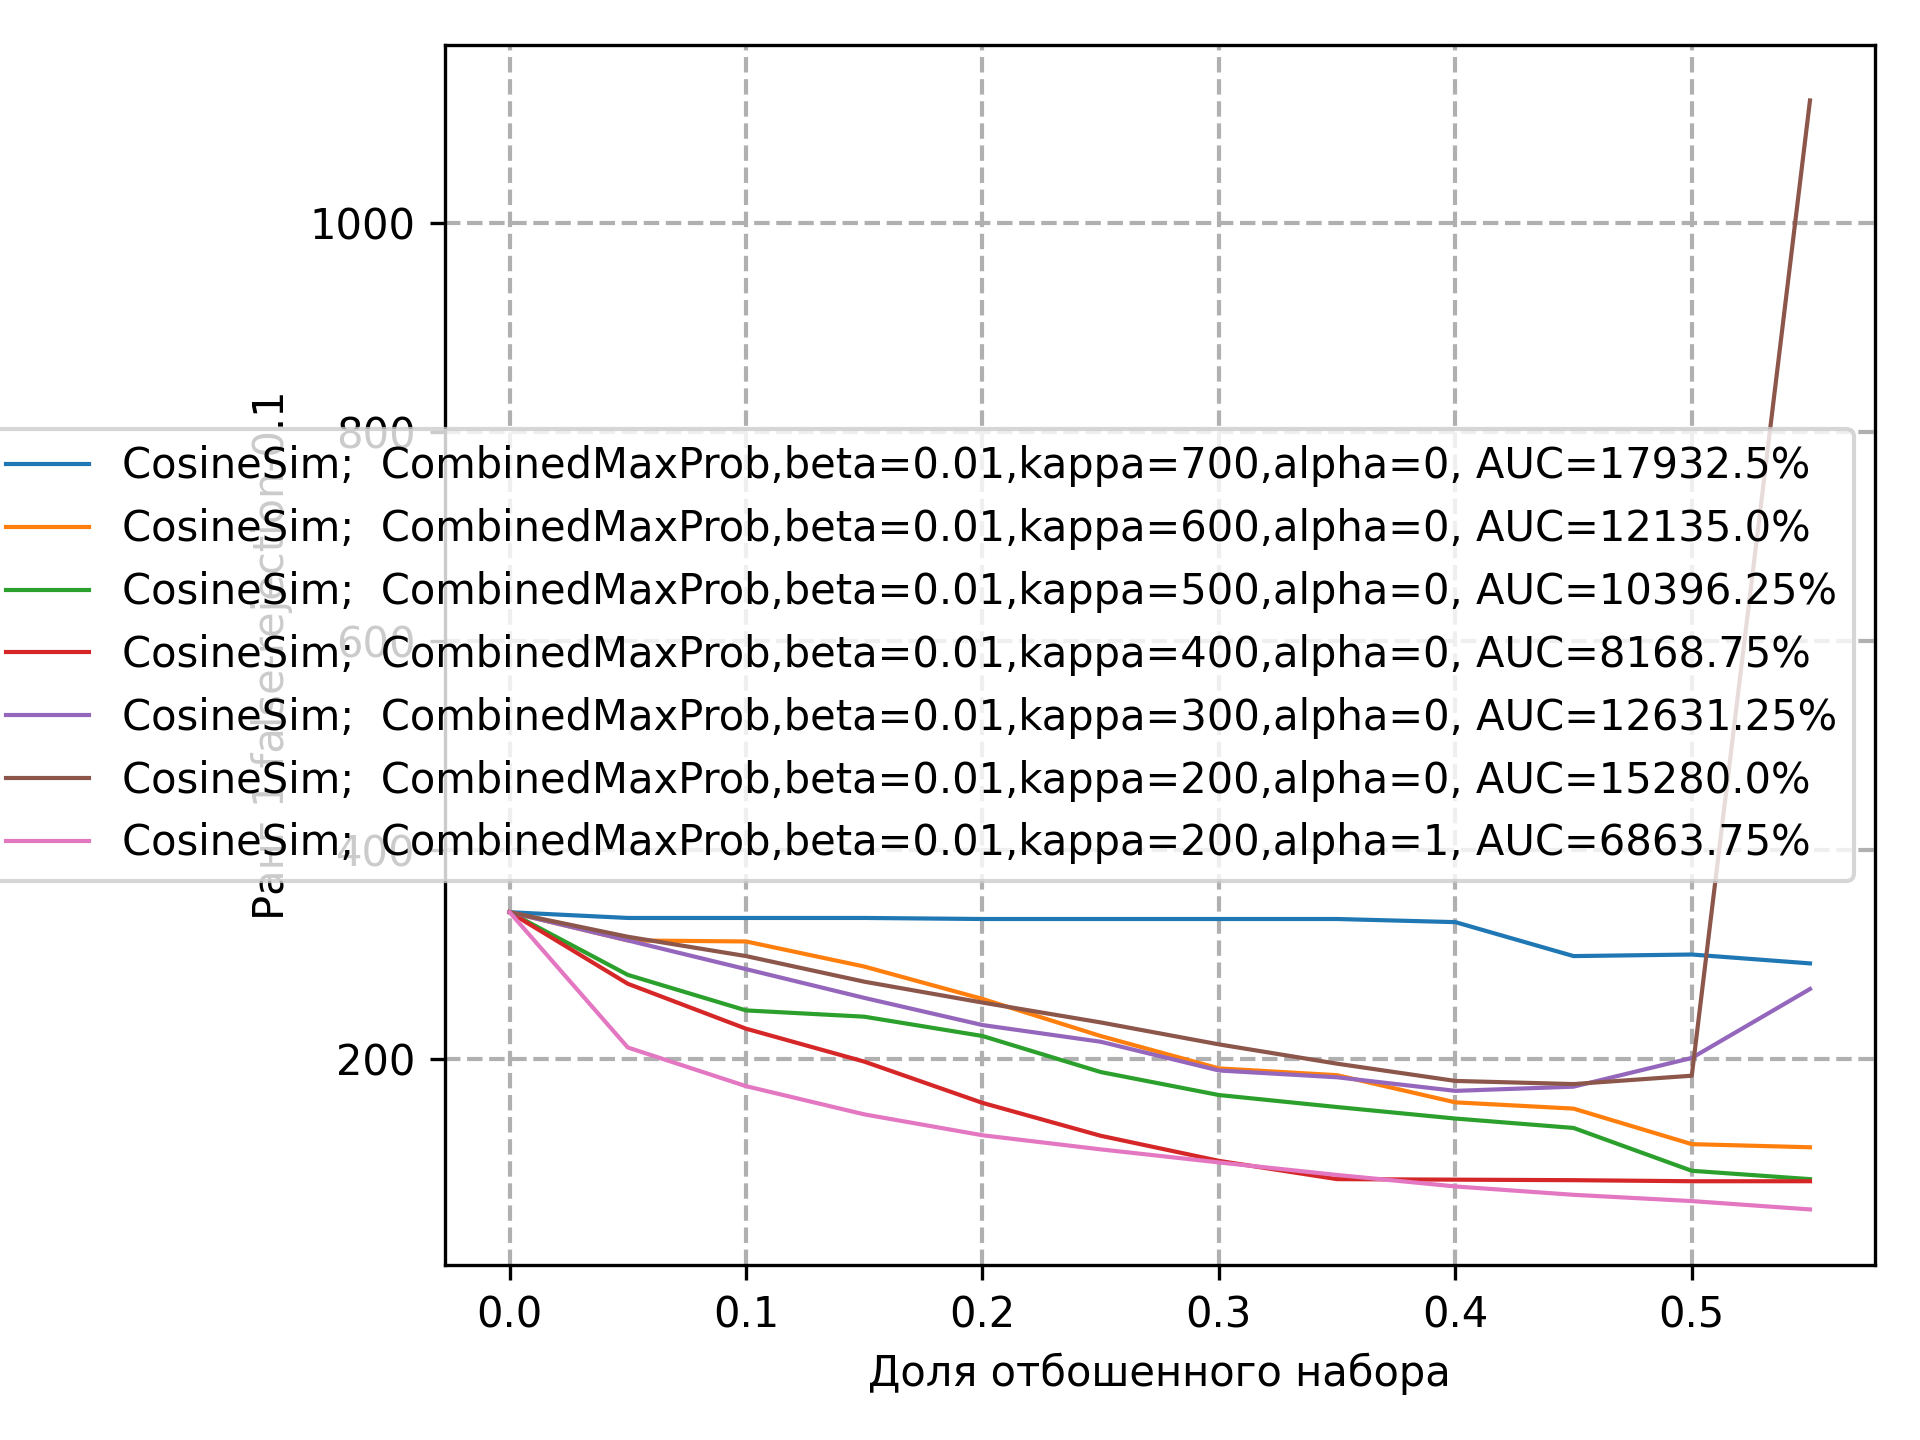 1000
800
600
400
200
CosineSim;  CombinedMaxProb,beta=0.01,kappa=700,alpha=0, AUC=17932.5%
CosineSim;  CombinedMaxProb,beta=0.01,kappa=600,alpha=0, AUC=12135.0%
CosineSim;  CombinedMaxProb,beta=0.01,kappa=500,alpha=0, AUC=10396.25%
CosineSim;  CombinedMaxProb,beta=0.01,kappa=400,alpha=0, AUC=8168.75%
CosineSim;  CombinedMaxProb,beta=0.01,kappa=300,alpha=0, AUC=12631.25%
CosineSim;  CombinedMaxProb,beta=0.01,kappa=200,alpha=0, AUC=15280.0%
CosineSim;  CombinedMaxProb,beta=0.01,kappa=200,alpha=1, AUC=6863.75%
0.0 0.1 0.2 0.3 0.4 0.5
Доля отбошенного набора